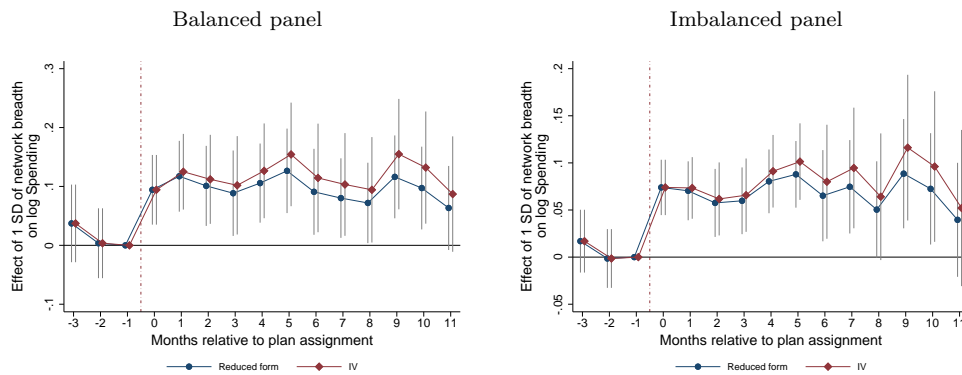 Balanced panel
Effect of 1 SD of network breadth
on log Spending
.3
.2
.1
0
-.1
-3 -2 -1 0 1 2 3 4 5 6 7 8 9 10 11
Months relative to plan assignment
Reduced form IV
Imbalanced panel
Effect of 1 SD of network breadth
on log Spending
.2
.15
.1
.05
0
-.05
-3 -2 -1 0 1 2 3 4 5 6 7 8 9 10 11
Months relative to plan assignment
Reduced form IV